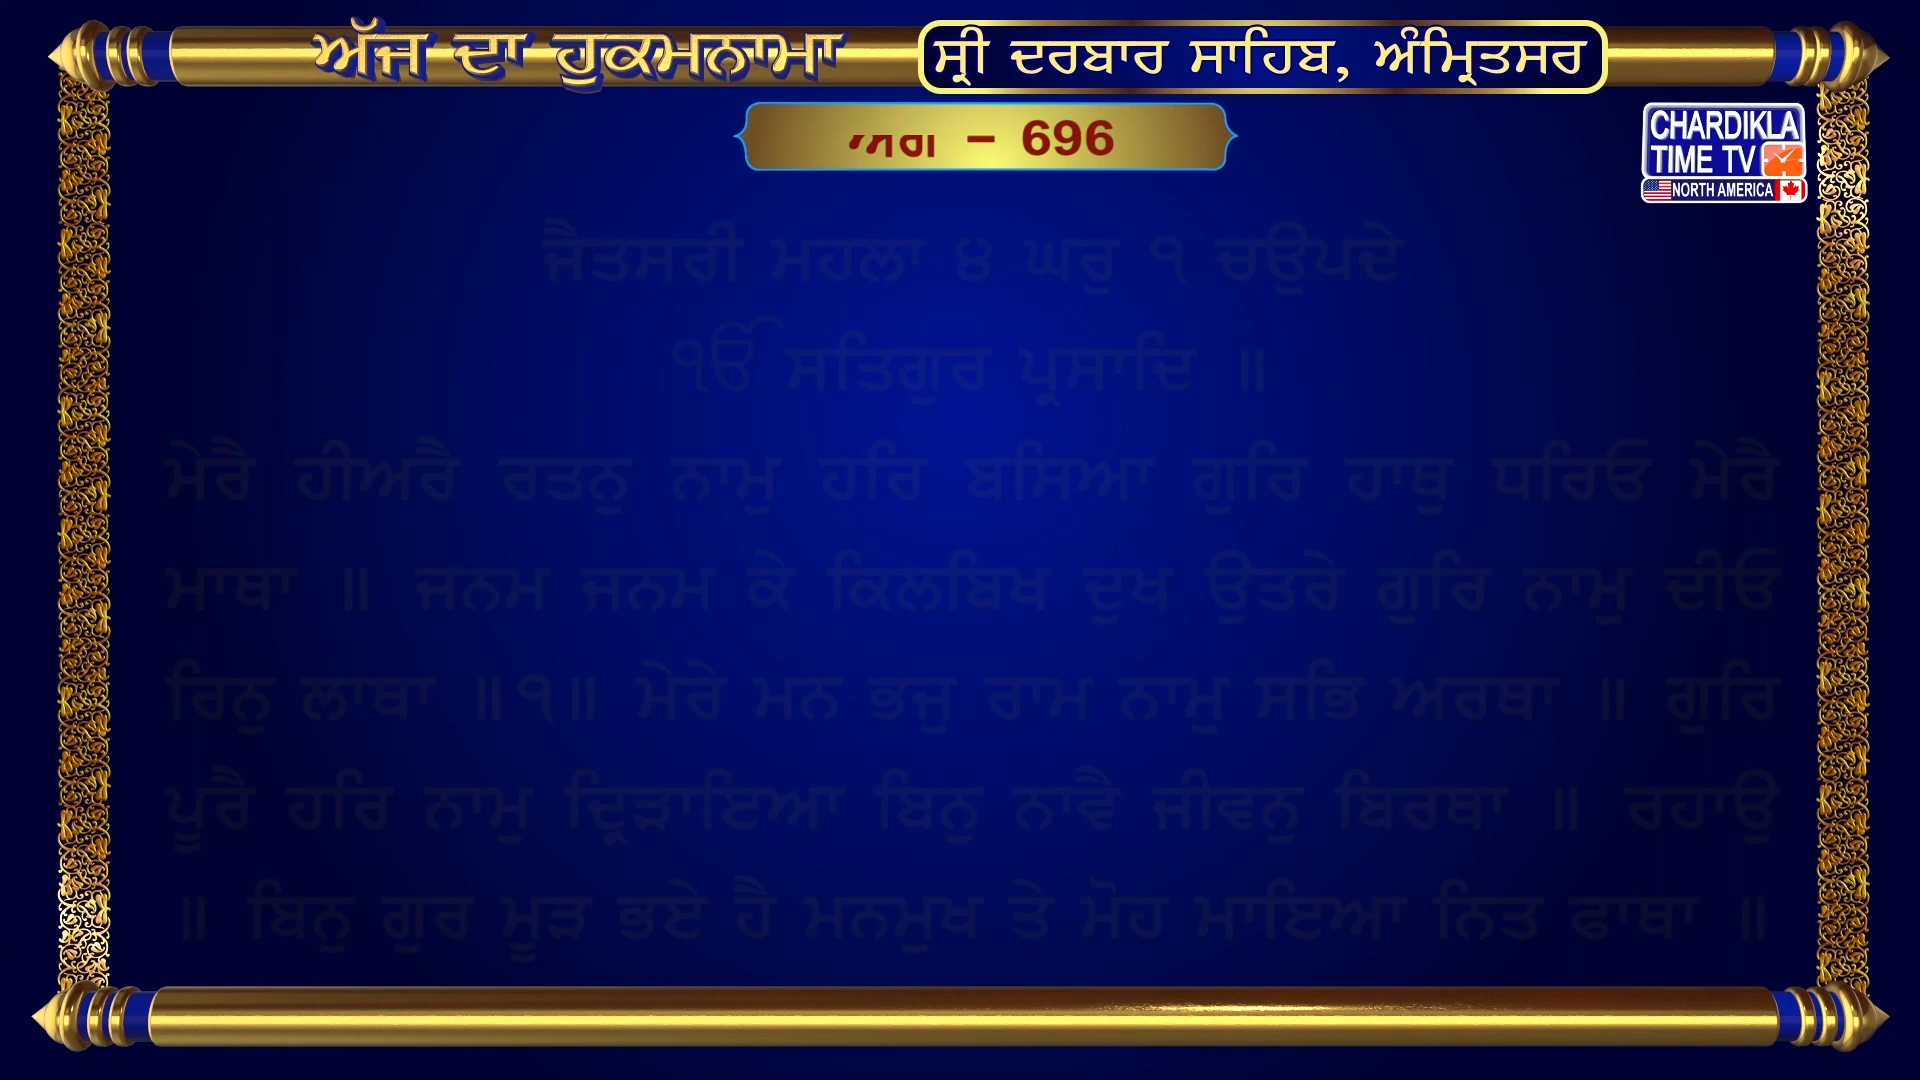 ਅੱਜ ਦਾ ਹੁਕਮਨਾਮਾ ਸ੍ਰੀ ਦਰਬਾਰ ਸਾਹਿਬ, ਅੰਮ੍ਰਿਤਸਰ
ਅੰਗ – 696
CHARDIKLA
TIME TV
NORTH AMERICA
ਜੈਤਸਰੀ ਮਹਲਾ ੪ ਘਰੁ ੧ ਚਉਪਦੇ
ੴ ਸਤਿਗੁਰ ਪ੍ਰਸਾਦਿ ॥
ਮੇਰੈ ਹੀਅਰੈ ਰਤਨੁ ਨਾਮੁ ਹਰਿ ਬਸਿਆ ਗੁਰਿ ਹਾਥੁ ਧਰਿਓ ਮੇਰੈ
ਮਾਥਾ ॥ ਜਨਮ ਜਨਮ ਕੇ ਕਿਲਬਿਖ ਦੁਖ ਉਤਰੇ ਗੁਰਿ ਨਾਮੁ ਦੀਓ
ਰਿਨੁ ਲਾਥਾ ॥੧॥ ਮੇਰੇ ਮਨ ਭਜੁ ਰਾਮ ਨਾਮੁ ਸਭਿ ਅਰਥਾ ॥ ਗੁਰਿ
ਪੂਰੈ ਹਰਿ ਨਾਮੁ ਦ੍ਰਿੜਾਇਆ ਬਿਨੁ ਨਾਵੈ ਜੀਵਨੁ ਬਿਰਥਾ ॥ ਰਹਾਉ
॥ ਬਿਨੁ ਗੁਰ ਮੂੜ ਭਏ ਹੈ ਮਨਮੁਖ ਤੇ ਮੋਹ ਮਾਇਆ ਨਿਤ ਫਾਥਾ ॥